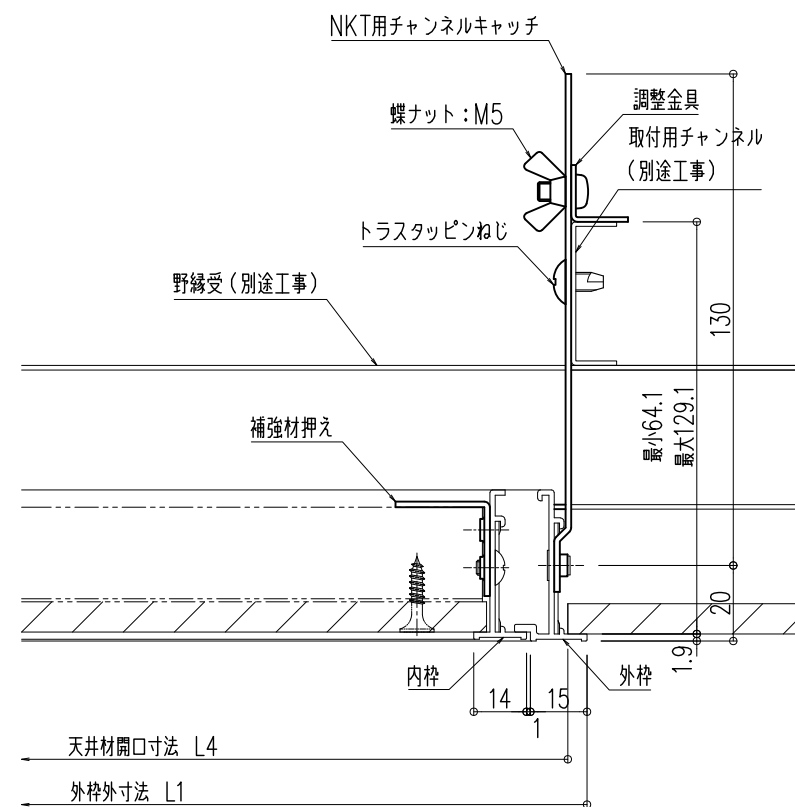 NKT用チャンネルキャッチ
蝶ナット：M5
調整金具
取付用チャンネル
（別途工事）
トラスタッピンねじ
野縁受（別途工事）
130
最小64.1
最大129.1
補強材押え
20
1.9
内枠
外枠
14
15
1
天井材開口寸法 L4
外枠外寸法 L1